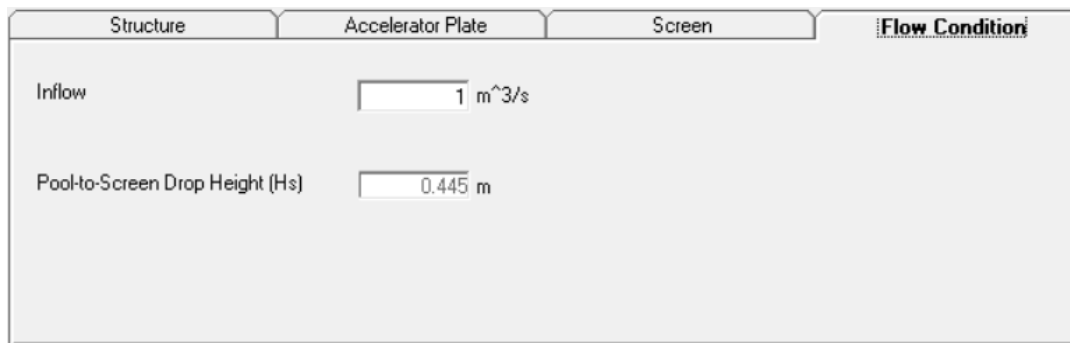 Structure Accelerator Plate Screen Flow Condition
Inflow 1 m^3/s
Pool-to-Screen Drop Height (Hs) 0.445 m